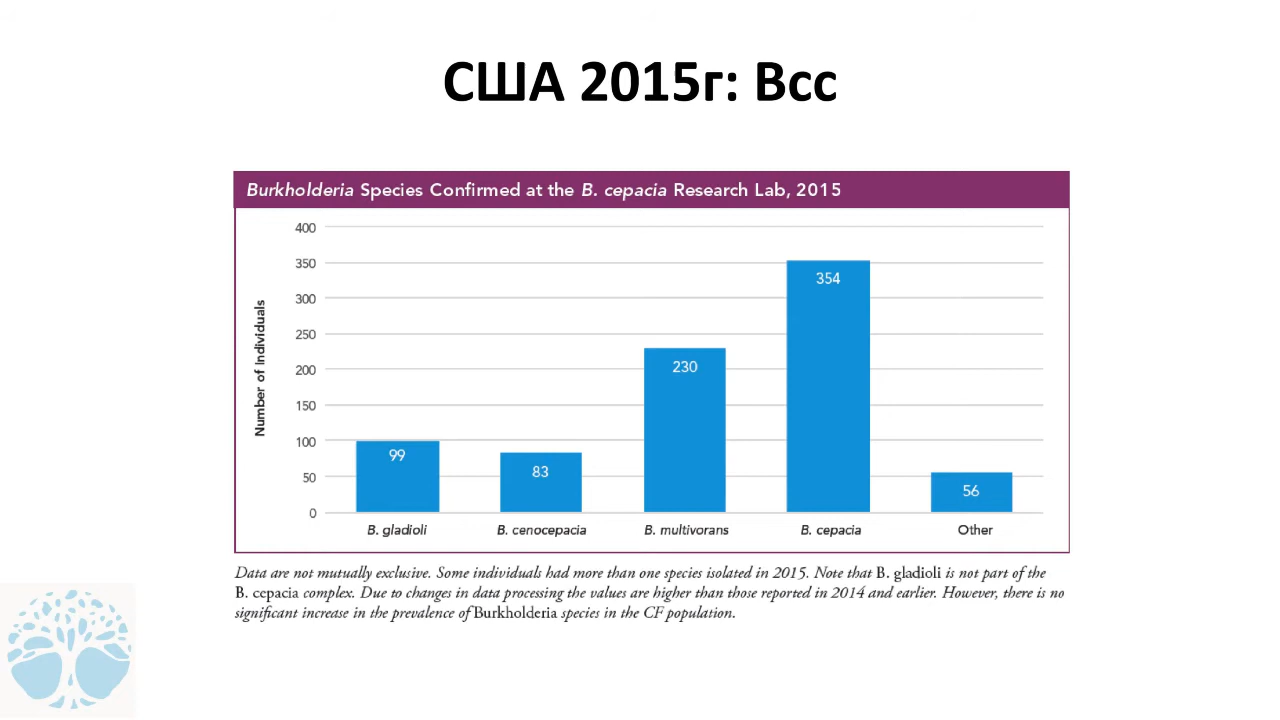 США 2015г: Bcc
Burkholderia Species Confirmed at the B. cepacia Research Lab, 2015
400
350
300
250
200
150
100
50
0
Number of Individuals
99
83
230
354
56
B. gladioli
B. cenocepacia
B. multivorans
B. cepacia
Other
Data are not mutually exclusive. Some individuals had more than one species isolated in 2015. Note that B. gladioli is not part of the
B. cepacia complex. Due to changes in data processing the values are higher than those reported in 2014 and earlier. However, there is no
significant increase in the prevalence of Burkholderia species in the CF population.